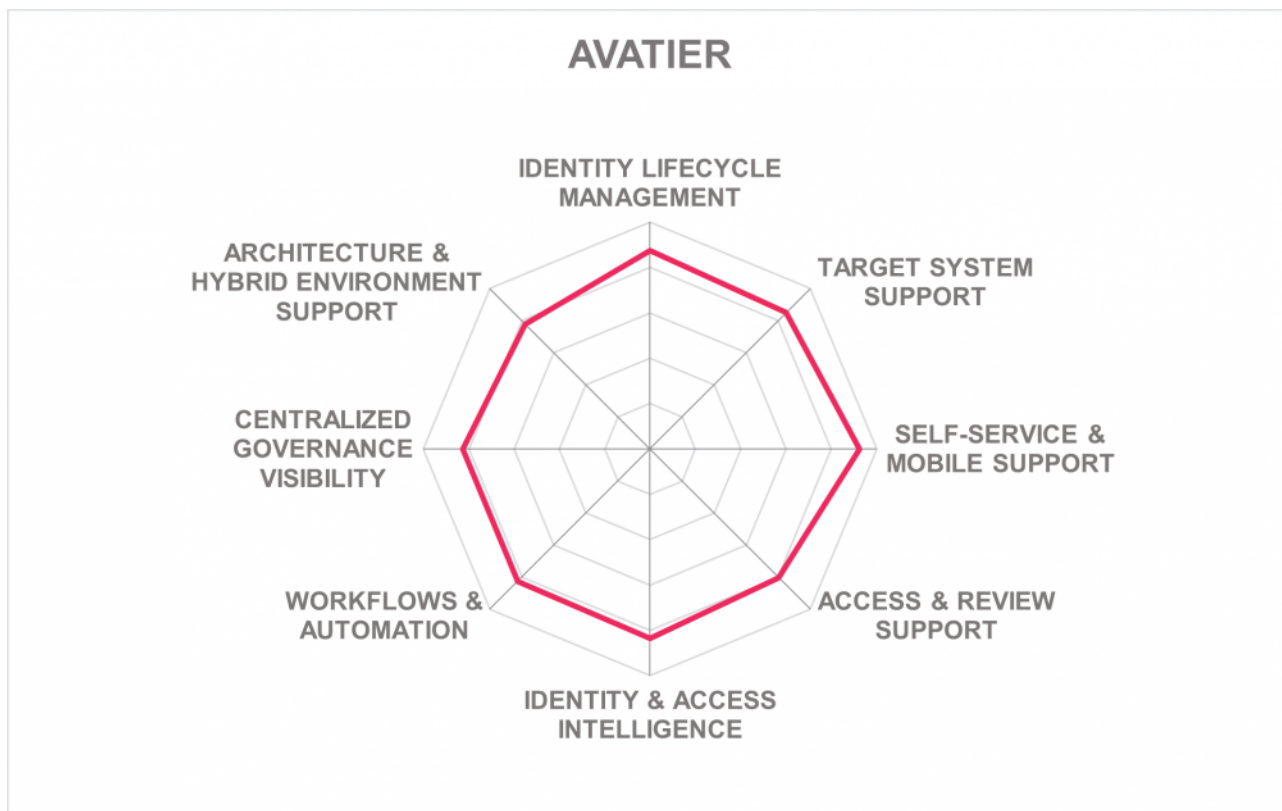 AVATIER
IDENTITY LIFECYCLE
MANAGEMENT
TARGET SYSTEM
SUPPORT
SELF-SERVICE &
MOBILE SUPPORT
ACCESS & REVIEW
SUPPORT
IDENTITY & ACCESS
INTELLIGENCE
WORKFLOWS &
AUTOMATION
CENTRALIZED
GOVERNANCE
VISIBILITY
ARCHITECTURE &
HYBRID ENVIRONMENT
SUPPORT